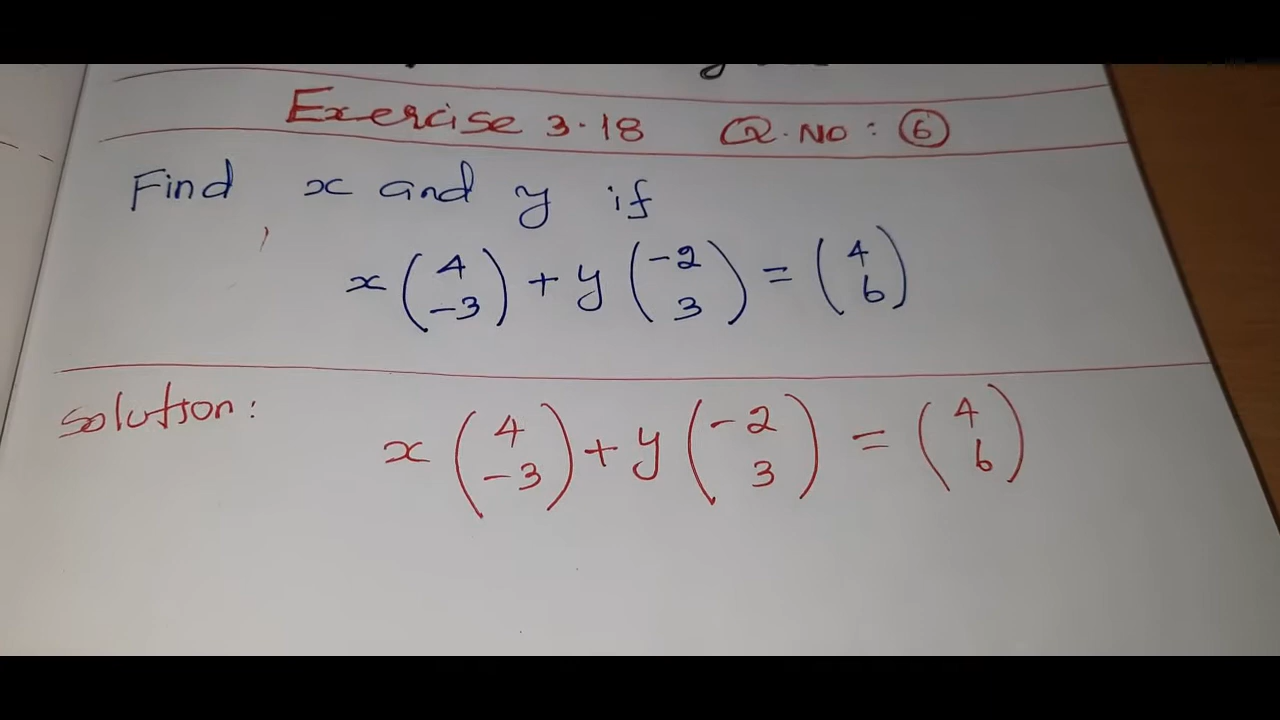 Exercise 3.18 Q.NO: 6
Find x and y if
x(4 -3) + y(-2 3) = (4 6)
Solution: x(4 -3) + y(-2 3) = (4 6)